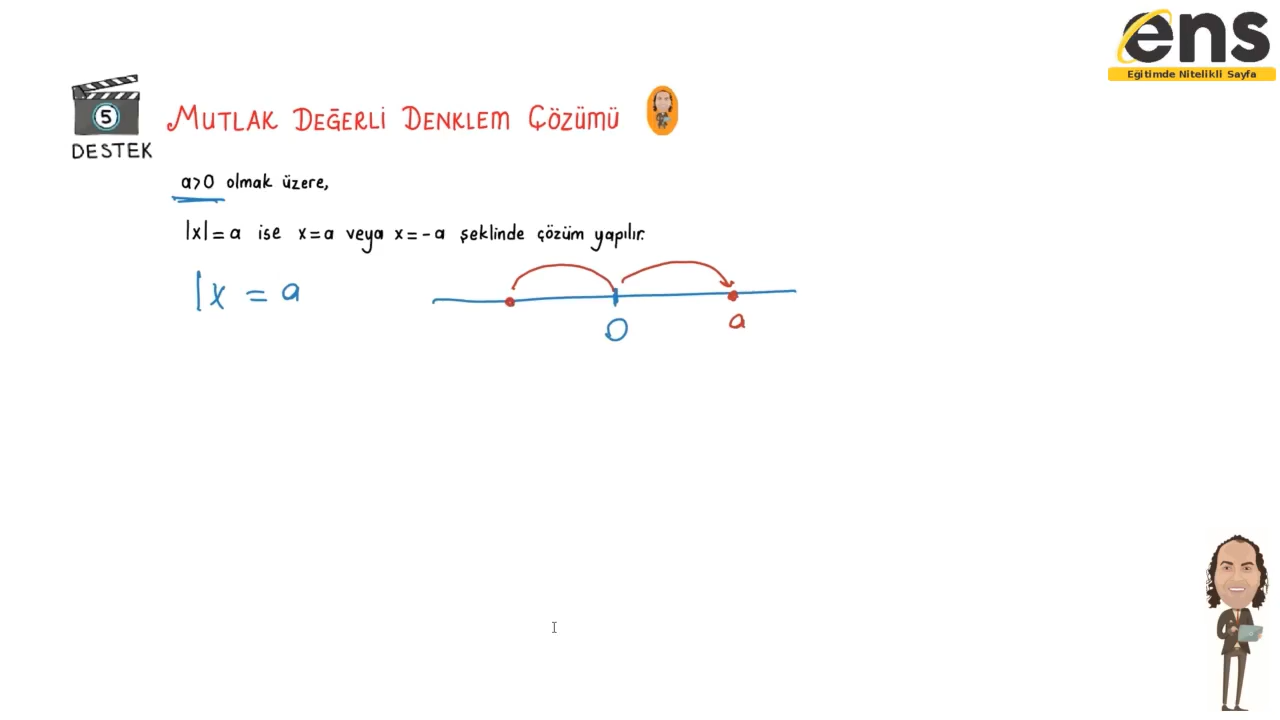 ens
Eğitimde Nitelikli Sayfa
5
DESTEK
MUTLAK DEĞERLİ DENKLEM ÇÖZÜMÜ
a>0 olmak üzere,
|x|=a ise x=a veya x=-a şeklinde çözüm yapılır.
|x = a
0
a